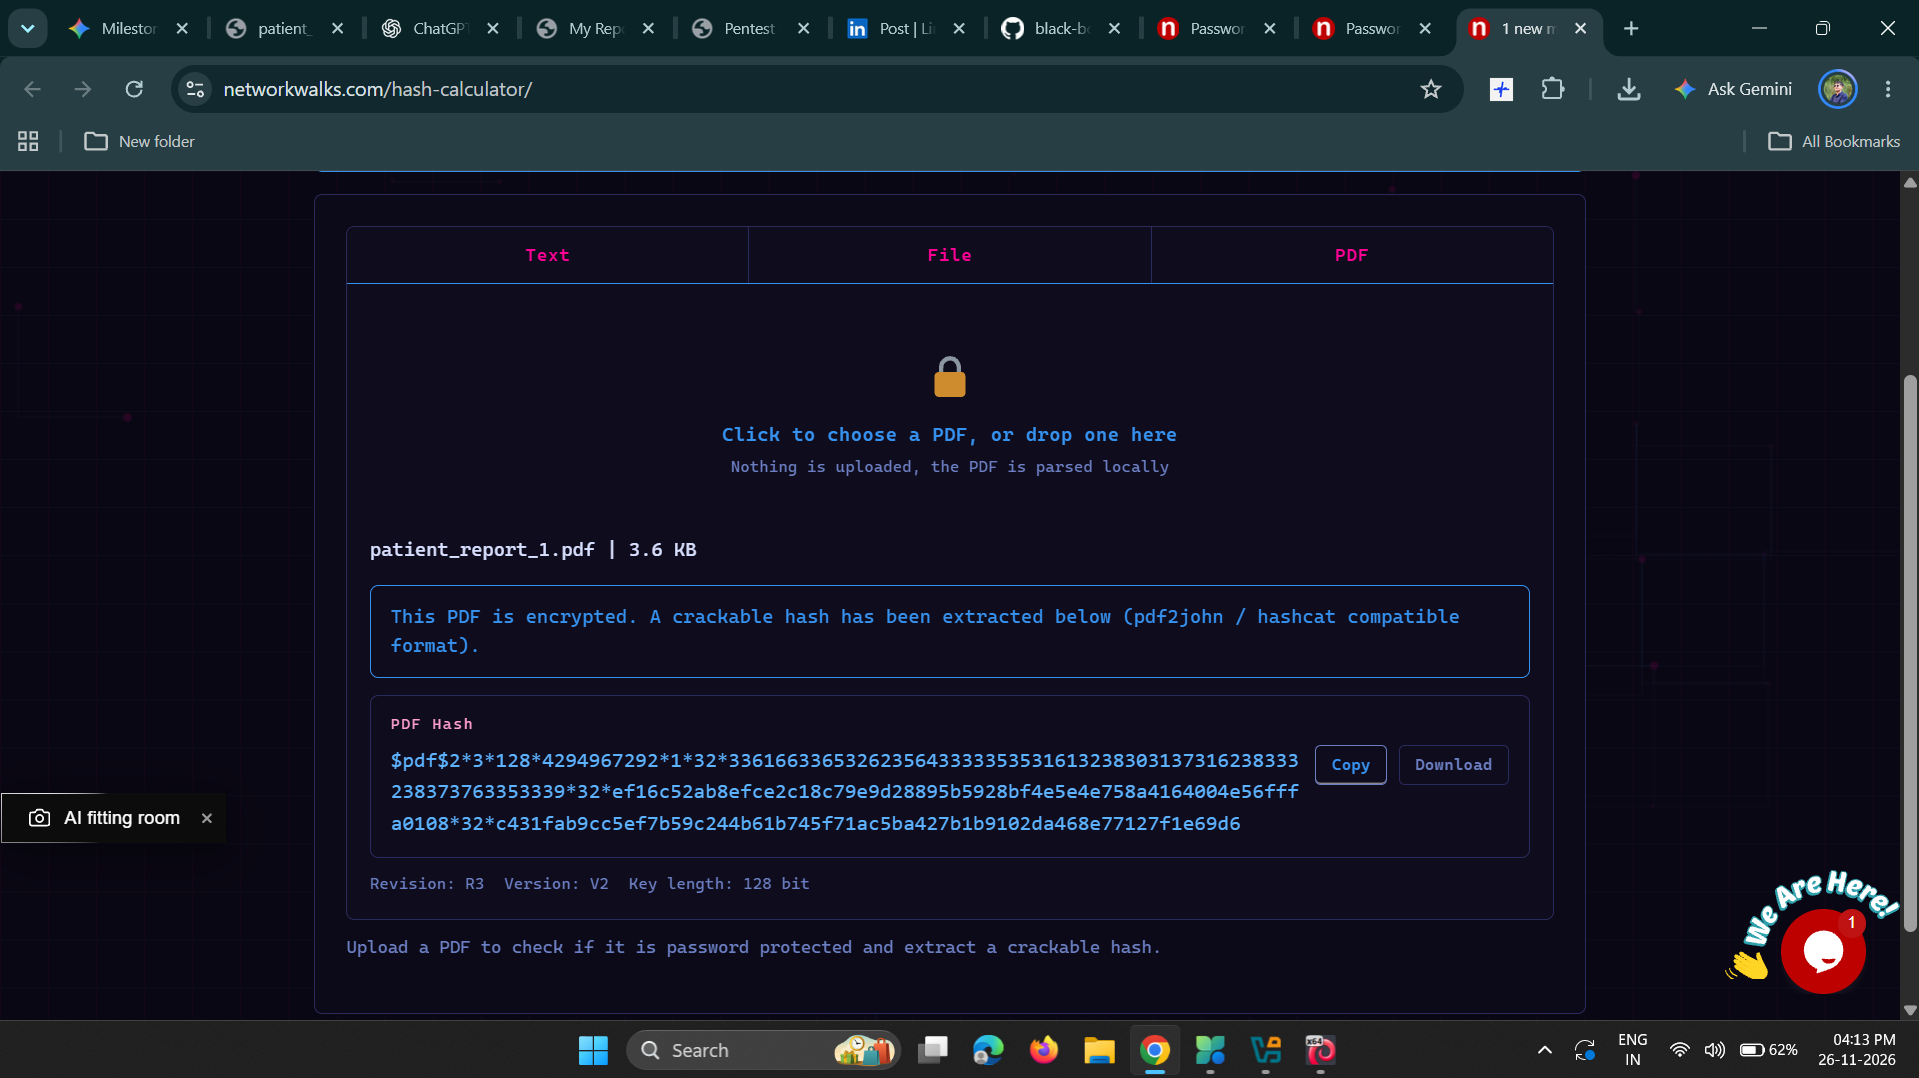 Milestor
patient_
ChatGP
My Rep
Pentest
Post | Li
black-b
Passwor
Passwor
1 new m
networkwalks.com/hash-calculator/
Ask Gemini
New folder
All Bookmarks
Text
File
PDF
Click to choose a PDF, or drop one here
Nothing is uploaded, the PDF is parsed locally
patient_report_1.pdf | 3.6 KB
This PDF is encrypted. A crackable hash has been extracted below (pdf2john / hashcat compatible
format).
PDF Hash
$pdf$2*3*128*4294967292*1*32*3361663365326235643333353531613238303137316238333
238373763353339*32*ef16c52ab8efce2c18c79e9d28895b5928bf4e5e4e758a4164004e56fff
a0108*32*c431fab9cc5ef7b59c244b61b745f71ac5ba427b1b9102da468e77127f1e69d6
Copy
Download
Revision: R3 Version: V2 Key length: 128 bit
Upload a PDF to check if it is password protected and extract a crackable hash.
AI fitting room
We Are Here!
1
Search
X64
ENG
IN
62%
04:13 PM
26-11-2026